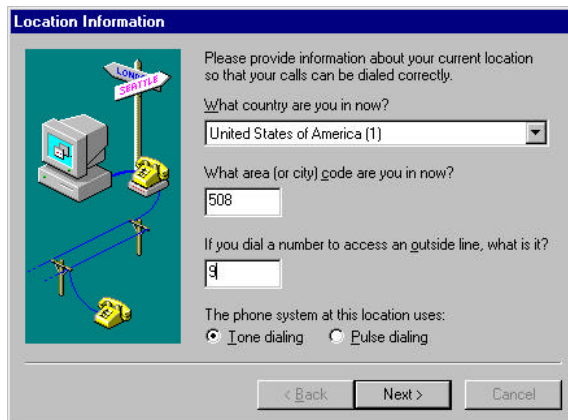 Location Information
LONDON
SEATTLE
Please provide information about your current location
so that your calls can be dialed correctly.
What country are you in now?
United States of America (1)
What area (or city) code are you in now?
508
If you dial a number to access an outside line, what is it?
9
The phone system at this location uses:
Tone dialing Pulse dialing
< Back Next > Cancel